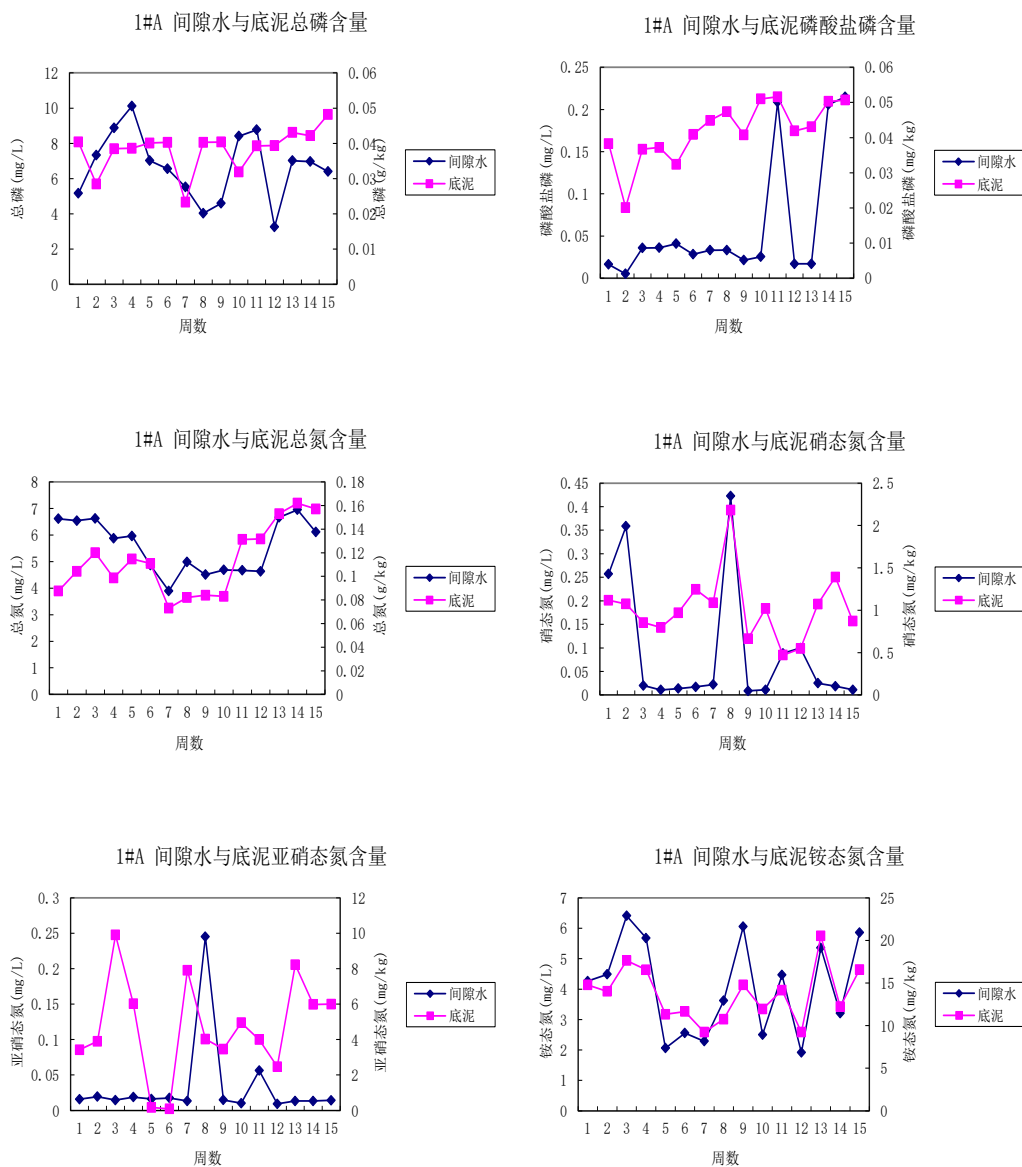 1#A 间隙水与底泥总磷含量
总磷(mg/L)
12
10
8
6
4
2
0
0.06
0.05
0.04
0.03
0.02
0.01
0
总磷(g/kg)
1 2 3 4 5 6 7 8 9 10 11 12 13 14 15
周数
间隙水
底泥
1#A 间隙水与底泥磷酸盐磷含量
磷酸盐磷(mg/L)
0.25
0.2
0.15
0.1
0.05
0
0.06
0.05
0.04
0.03
0.02
0.01
0
磷酸盐磷(mg/kg)
1 2 3 4 5 6 7 8 9 10 11 12 13 14 15
周数
间隙水
底泥
1#A 间隙水与底泥总氮含量
总氮(mg/L)
8
7
6
5
4
3
2
1
0
0.18
0.16
0.14
0.12
0.1
0.08
0.06
0.04
0.02
0
总氮(g/kg)
1 2 3 4 5 6 7 8 9 10 11 12 13 14 15
周数
间隙水
底泥
1#A 间隙水与底泥硝态氮含量
硝态氮(mg/L)
0.45
0.4
0.35
0.3
0.25
0.2
0.15
0.1
0.05
0
2.5
2
1.5
1
0.5
0
硝态氮(mg/kg)
1 2 3 4 5 6 7 8 9 10 11 12 13 14 15
周数
间隙水
底泥
1#A 间隙水与底泥亚硝态氮含量
亚硝态氮(mg/L)
0.3
0.25
0.2
0.15
0.1
0.05
0
12
10
8
6
4
2
0
亚硝态氮(mg/kg)
1 2 3 4 5 6 7 8 9 10 11 12 13 14 15
周数
间隙水
底泥
1#A 间隙水与底泥铵态氮含量
铵态氮(mg/L)
7
6
5
4
3
2
1
0
25
20
15
10
5
0
铵态氮(mg/kg)
1 2 3 4 5 6 7 8 9 10 11 12 13 14 15
周数
间隙水
底泥